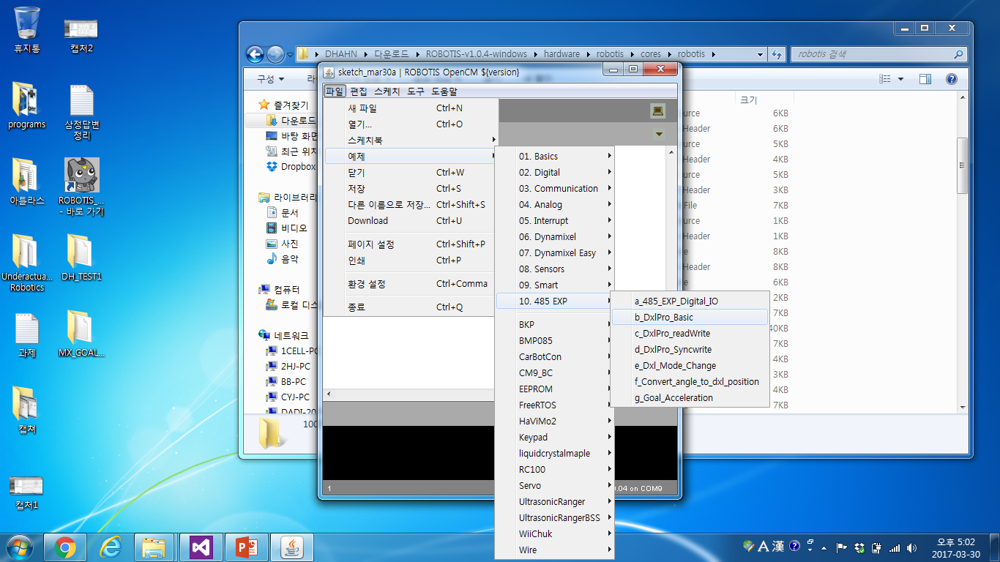 휴지통
캡처2
programs
삼정답변
정리
아틀라스
ROBOTIS_...
- 바로 가기
Underactua...
Robotics
DH_TEST1
과제
MX_GOAL...
캡쳐
캡처1
DHAHN
다운로드
ROBOTIS-v1.0.4-windows
hardware
robotis
cores
robotis
robotis 검색
구성
라
크기
즐겨찾기
다운로드
바탕 화면
최근 위치
Dropbox
라이브러리
문서
비디오
사진
음악
컴퓨터
로컬 디스
네트워크
1CELL-PC
2HJ-PC
BB-PC
CYJ-PC
DADI-20
100
ource 6KB
Header 6KB
ource 5KB
Header 4KB
ource 5KB
Header 3KB
File 7KB
ource 1KB
Header 1KB
e 8KB
Header 8KB
e 6KB
2KB
7KB
40KB
7KB
4KB
3KB
4KB
7KB
sketch_mar30a | ROBOTIS OpenCM ${version}
파일 편집 스케치 도구 도움말
새 파일 Ctrl+N
열기... Ctrl+O
스케치북
예제
닫기 Ctrl+W
저장 Ctrl+S
다른 이름으로 저장... Ctrl+Shift+S
Download Ctrl+U
페이지 설정 Ctrl+Shift+P
인쇄 Ctrl+P
환경 설정 Ctrl+Comma
종료 Ctrl+Q
01. Basics
02. Digital
03. Communication
04. Analog
05. Interrupt
06. Dynamixel
07. Dynamixel Easy
08. Sensors
09. Smart
10. 485 EXP
BKP
BMP085
CarBotCon
CM9_BC
EEPROM
FreeRTOS
HaViMo2
Keypad
liquidcrystalmaple
RC100
Servo
UltrasonicRanger
UltrasonicRangerBSS
WiiChuk
Wire
a_485_EXP_Digital_IO
b_DxlPro_Basic
c_DxlPro_readWrite
d_DxlPro_Syncwrite
e_Dxl_Mode_Change
f_Convert_angle_to_dxl_position
g_Goal_Acceleration
1
0.04 on COM9
A 漢
오후 5:02
2017-03-30